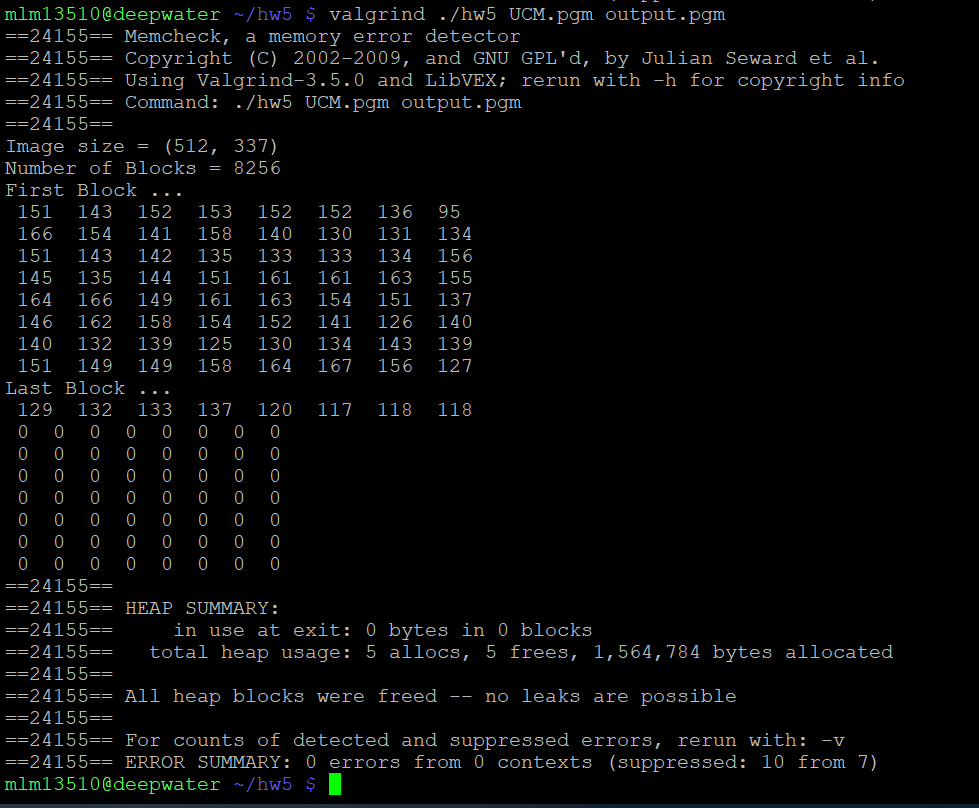 mlm13510@deepwater ~/hw5 $ valgrind ./hw5 UCM.pgm output.pgm
==24155== Memcheck, a memory error detector
==24155== Copyright (C) 2002-2009, and GNU GPL'd, by Julian Seward et al.
==24155== Using Valgrind-3.5.0 and LibVEX; rerun with -h for copyright info
==24155== Command: ./hw5 UCM.pgm output.pgm
==24155==
Image size = (512, 337)
Number of Blocks = 8256
First Block ...
 151  143  152  153  152  152  136  95
 166  154  141  158  140  130  131  134
 151  143  142  135  133  133  134  156
 145  135  144  151  161  161  163  155
 164  166  149  161  163  154  151  137
 146  162  158  154  152  141  126  140
 140  132  139  125  130  134  143  139
 151  149  149  158  164  167  156  127
Last Block ...
 129  132  133  137  120  117  118  118
 0  0  0  0  0  0  0  0
 0  0  0  0  0  0  0  0
 0  0  0  0  0  0  0  0
 0  0  0  0  0  0  0  0
 0  0  0  0  0  0  0  0
 0  0  0  0  0  0  0  0
 0  0  0  0  0  0  0  0
==24155==
==24155== HEAP SUMMARY:
==24155==     in use at exit: 0 bytes in 0 blocks
==24155==   total heap usage: 5 allocs, 5 frees, 1,564,784 bytes allocated
==24155==
==24155== All heap blocks were freed -- no leaks are possible
==24155==
==24155== For counts of detected and suppressed errors, rerun with: -v
==24155== ERROR SUMMARY: 0 errors from 0 contexts (suppressed: 10 from 7)
mlm13510@deepwater ~/hw5 $